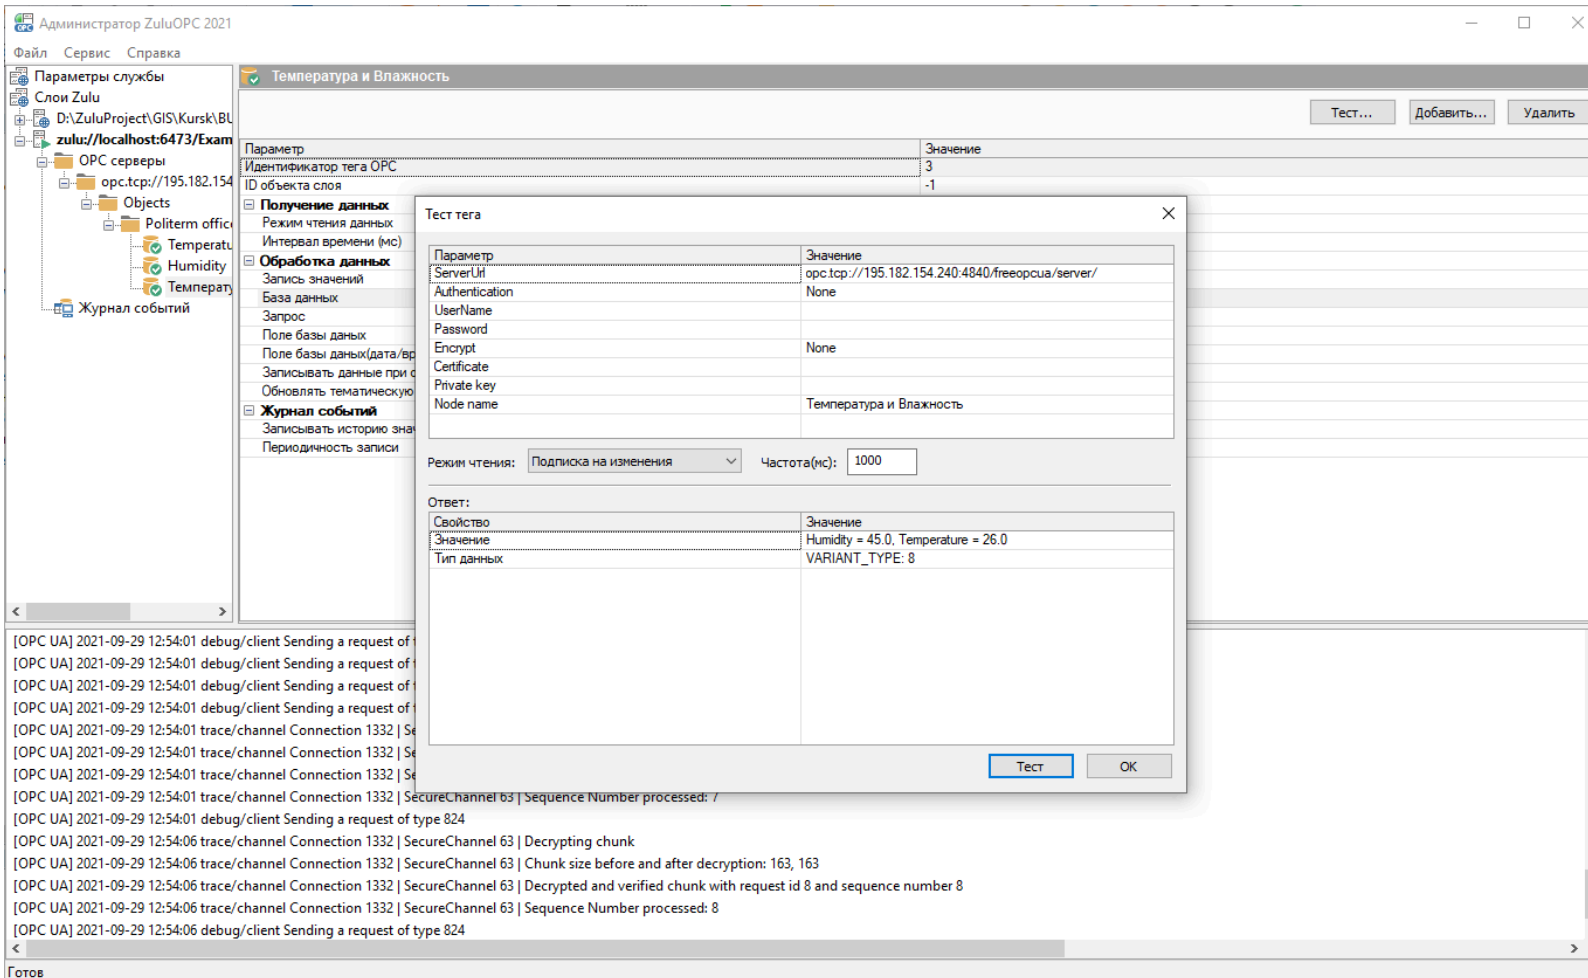 Администратор ZuluOPC 2021
Файл Сервис Справка
Параметры службы
Слои Zulu
D:\ZuluProject\GIS\Kursk\BL
zulu://localhost:6473/Exam
OPC серверы
opc.tcp://195.182.154
Objects
Politerm offic
Temperatu
Humidity
Температ
Журнал событий
Температура и Влажность
Тест... Добавить... Удалить
Параметр Значение
Идентификатор тега OPC 3
ID объекта слоя -1
Получение данных
Режим чтения данных
Интервал времени (мс)
Обработка данных
Запись значений
База данных
Запрос
Поле базы даных
Поле базы даных(дата/вр
Записывать данные при с
Обновлять тематическую
Журнал событий
Записывать историю знач
Периодичность записи
Тест тега
Параметр Значение
ServerUrl opc.tcp://195.182.154.240:4840/freeopcua/server/
Authentication None
UserName
Password
Encrypt None
Certificate
Private key
Node name Температура и Влажность
Режим чтения: Подписка на изменения Частота(мс): 1000
Ответ:
Свойство Значение
Значение Humidity = 45.0, Temperature = 26.0
Тип данных VARIANT_TYPE: 8
Тест OK
[OPC UA] 2021-09-29 12:54:01 debug/client Sending a request of
[OPC UA] 2021-09-29 12:54:01 debug/client Sending a request of
[OPC UA] 2021-09-29 12:54:01 debug/client Sending a request of
[OPC UA] 2021-09-29 12:54:01 debug/client Sending a request of
[OPC UA] 2021-09-29 12:54:01 trace/channel Connection 1332 | Se
[OPC UA] 2021-09-29 12:54:01 trace/channel Connection 1332 | Se
[OPC UA] 2021-09-29 12:54:01 trace/channel Connection 1332 | Se
[OPC UA] 2021-09-29 12:54:01 trace/channel Connection 1332 | SecureChannel 63 | Sequence Number processed: 7
[OPC UA] 2021-09-29 12:54:01 debug/client Sending a request of type 824
[OPC UA] 2021-09-29 12:54:06 trace/channel Connection 1332 | SecureChannel 63 | Decrypting chunk
[OPC UA] 2021-09-29 12:54:06 trace/channel Connection 1332 | SecureChannel 63 | Chunk size before and after decryption: 163, 163
[OPC UA] 2021-09-29 12:54:06 trace/channel Connection 1332 | SecureChannel 63 | Decrypted and verified chunk with request id 8 and sequence number 8
[OPC UA] 2021-09-29 12:54:06 trace/channel Connection 1332 | SecureChannel 63 | Sequence Number processed: 8
[OPC UA] 2021-09-29 12:54:06 debug/client Sending a request of type 824
Готов